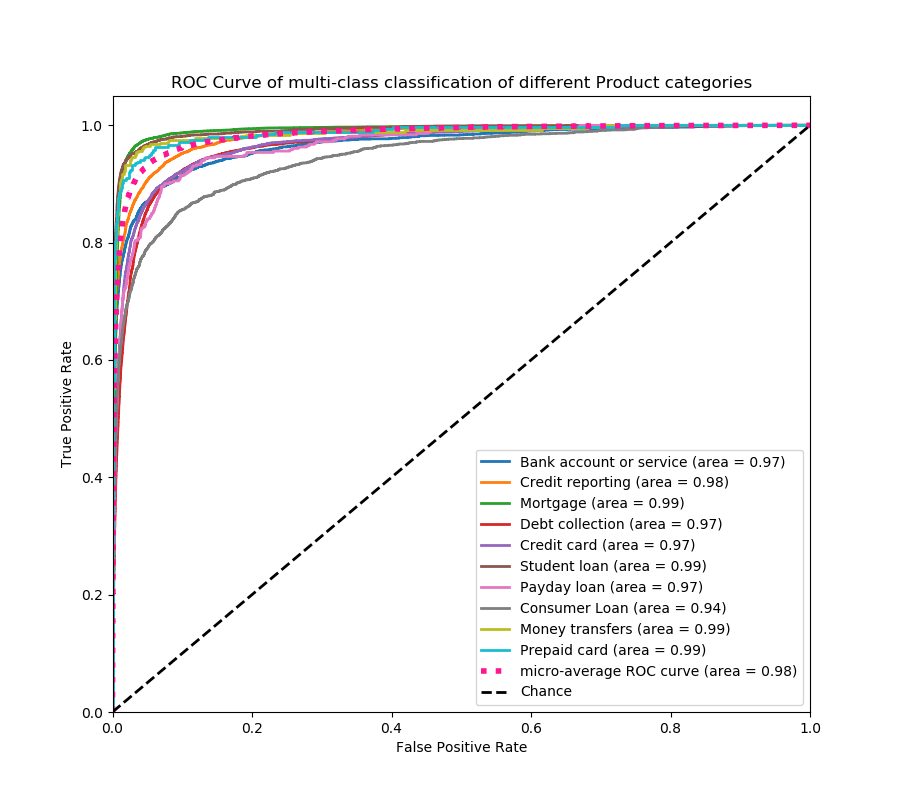 ROC Curve of multi-class classification of different Product categories
1.0
0.8
0.6
0.4
0.2
0.0
True Positive Rate
Bank account or service (area = 0.97)
Credit reporting (area = 0.98)
Mortgage (area = 0.99)
Debt collection (area = 0.97)
Credit card (area = 0.97)
Student loan (area = 0.99)
Payday loan (area = 0.97)
Consumer Loan (area = 0.94)
Money transfers (area = 0.99)
Prepaid card (area = 0.99)
micro-average ROC curve (area = 0.98)
Chance
0.0 0.2 0.4 0.6 0.8 1.0
False Positive Rate